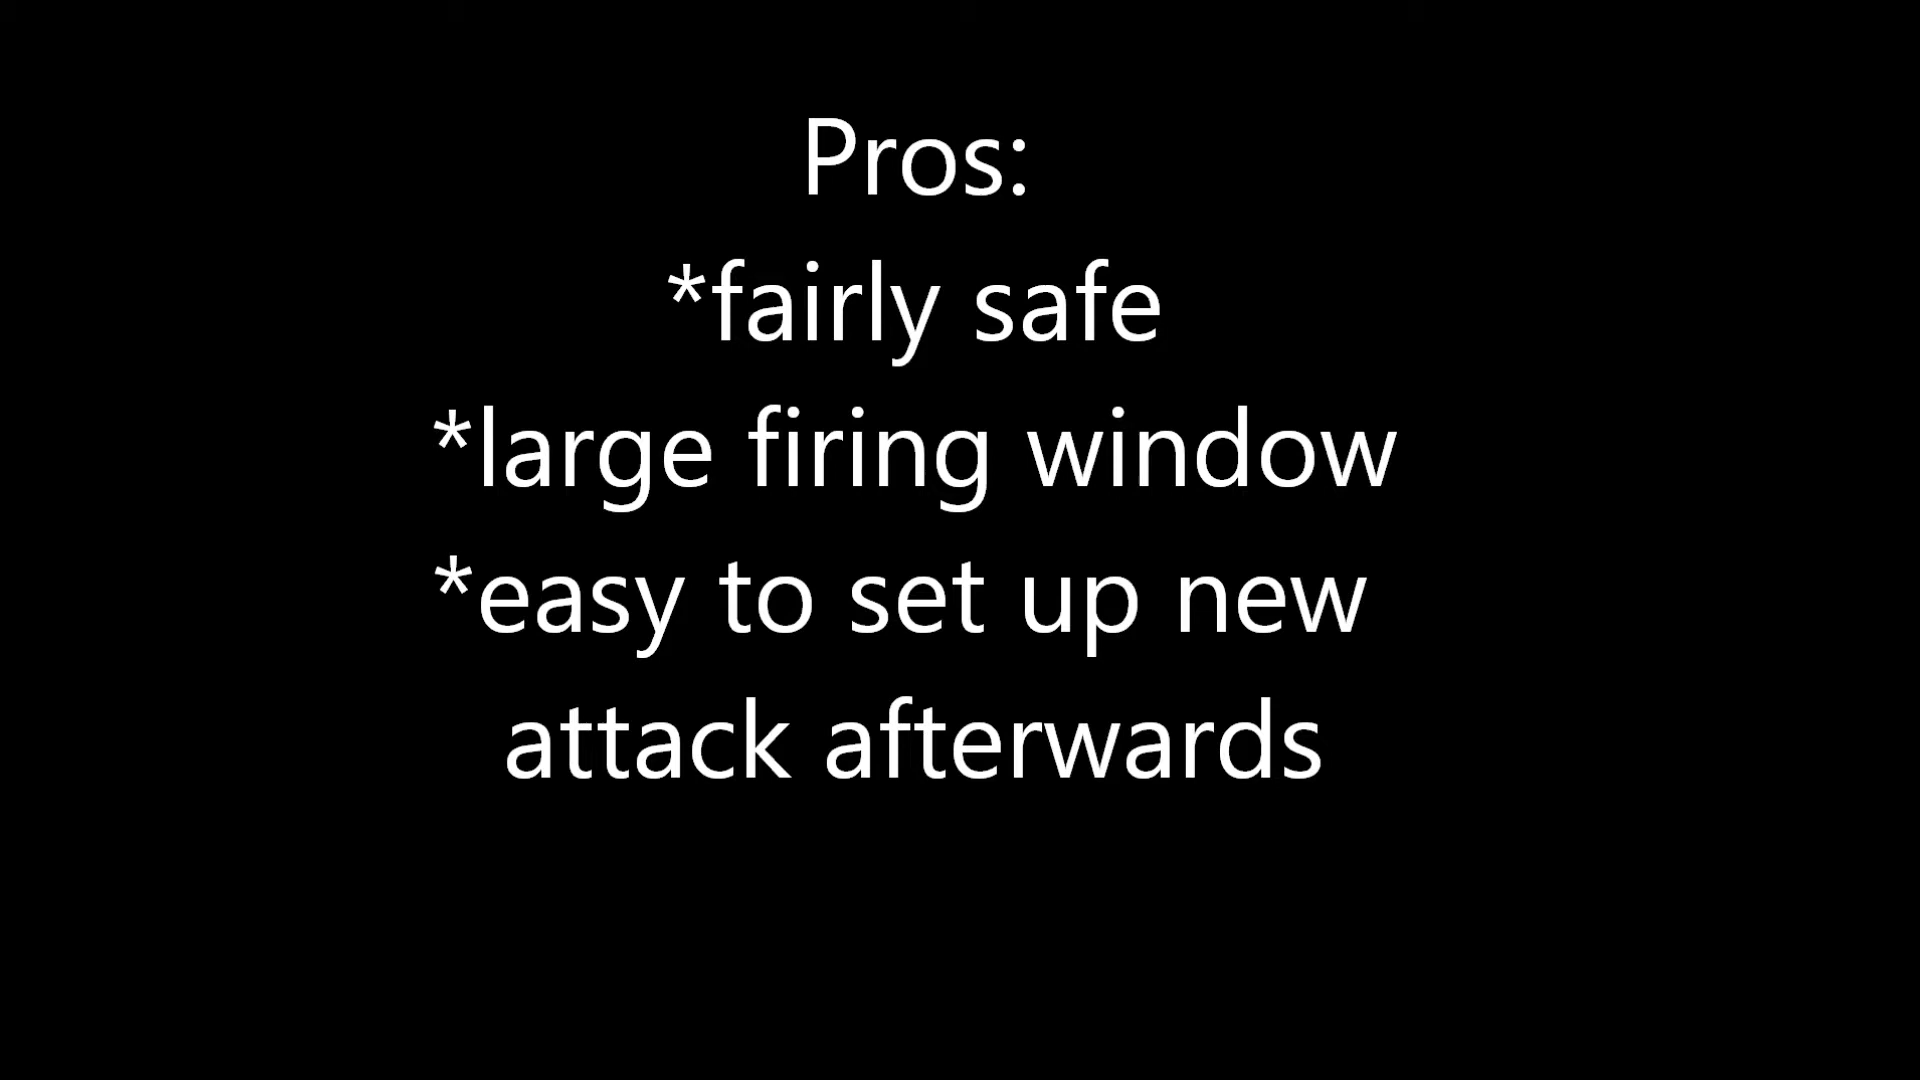 Pros:
*fairly safe
*large firing window
*easy to set up new
attack afterwards